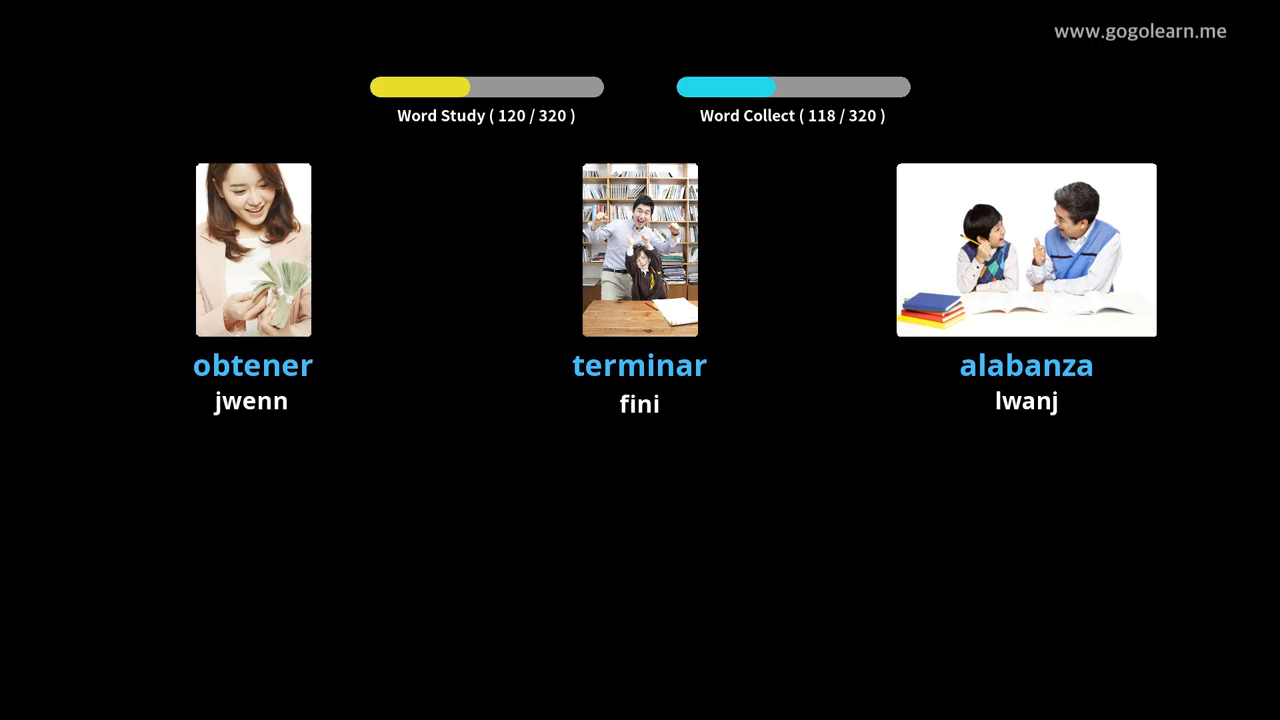 www.gogolearn.me
Word Study ( 120 / 320 )
Word Collect ( 118 / 320 )
obtener
jwenn
terminar
fini
alabanza
lwanj